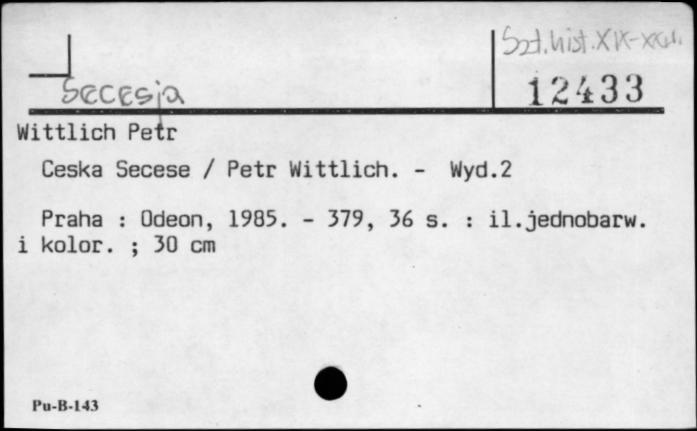 Szt. hist. XIX-XX w.
Secesja
12433
Wittlich Petr
Ceska Secese / Petr Wittlich. - Wyd.2
Praha : Odeon, 1985. - 379, 36 s. : il.jednobarw.
i kolor. ; 30 cm
Pu-B-143